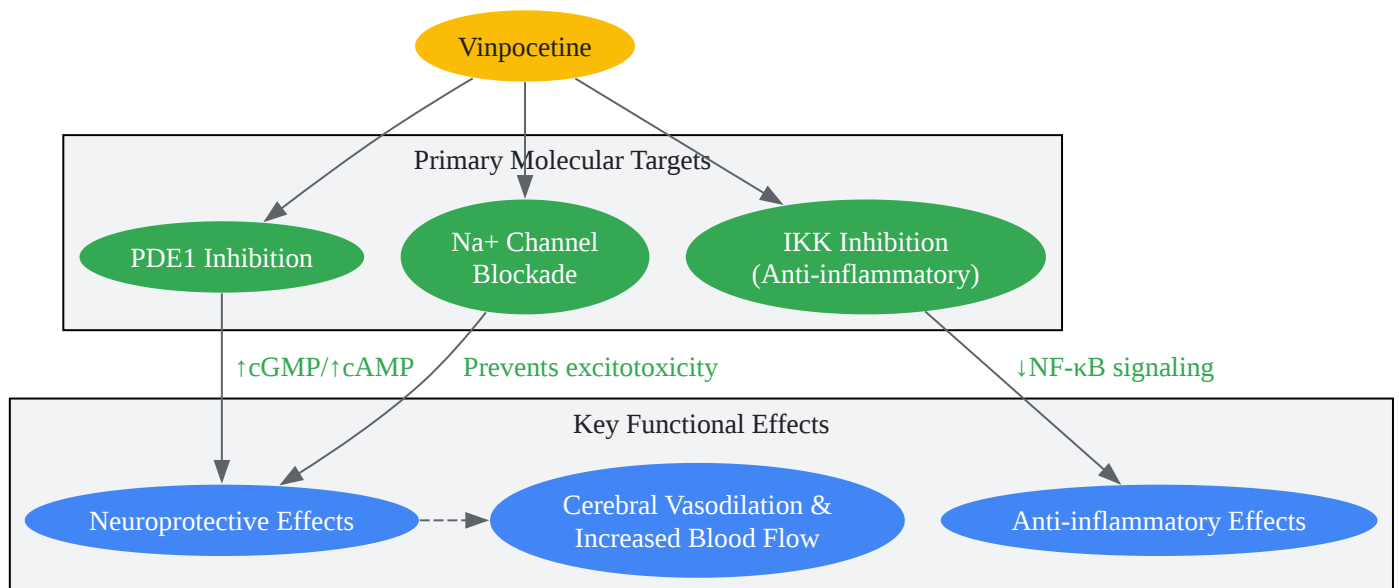 Vinpocetine
Primary Molecular Targets
PDE1 Inhibition
Na+ Channel
Blockade
IKK Inhibition
(Anti-inflammatory)
↑cGMP/↑cAMP
Prevents excitotoxicity
↓NF-κB signaling
Key Functional Effects
Neuroprotective Effects
Cerebral Vasodilation &
Increased Blood Flow
Anti-inflammatory Effects